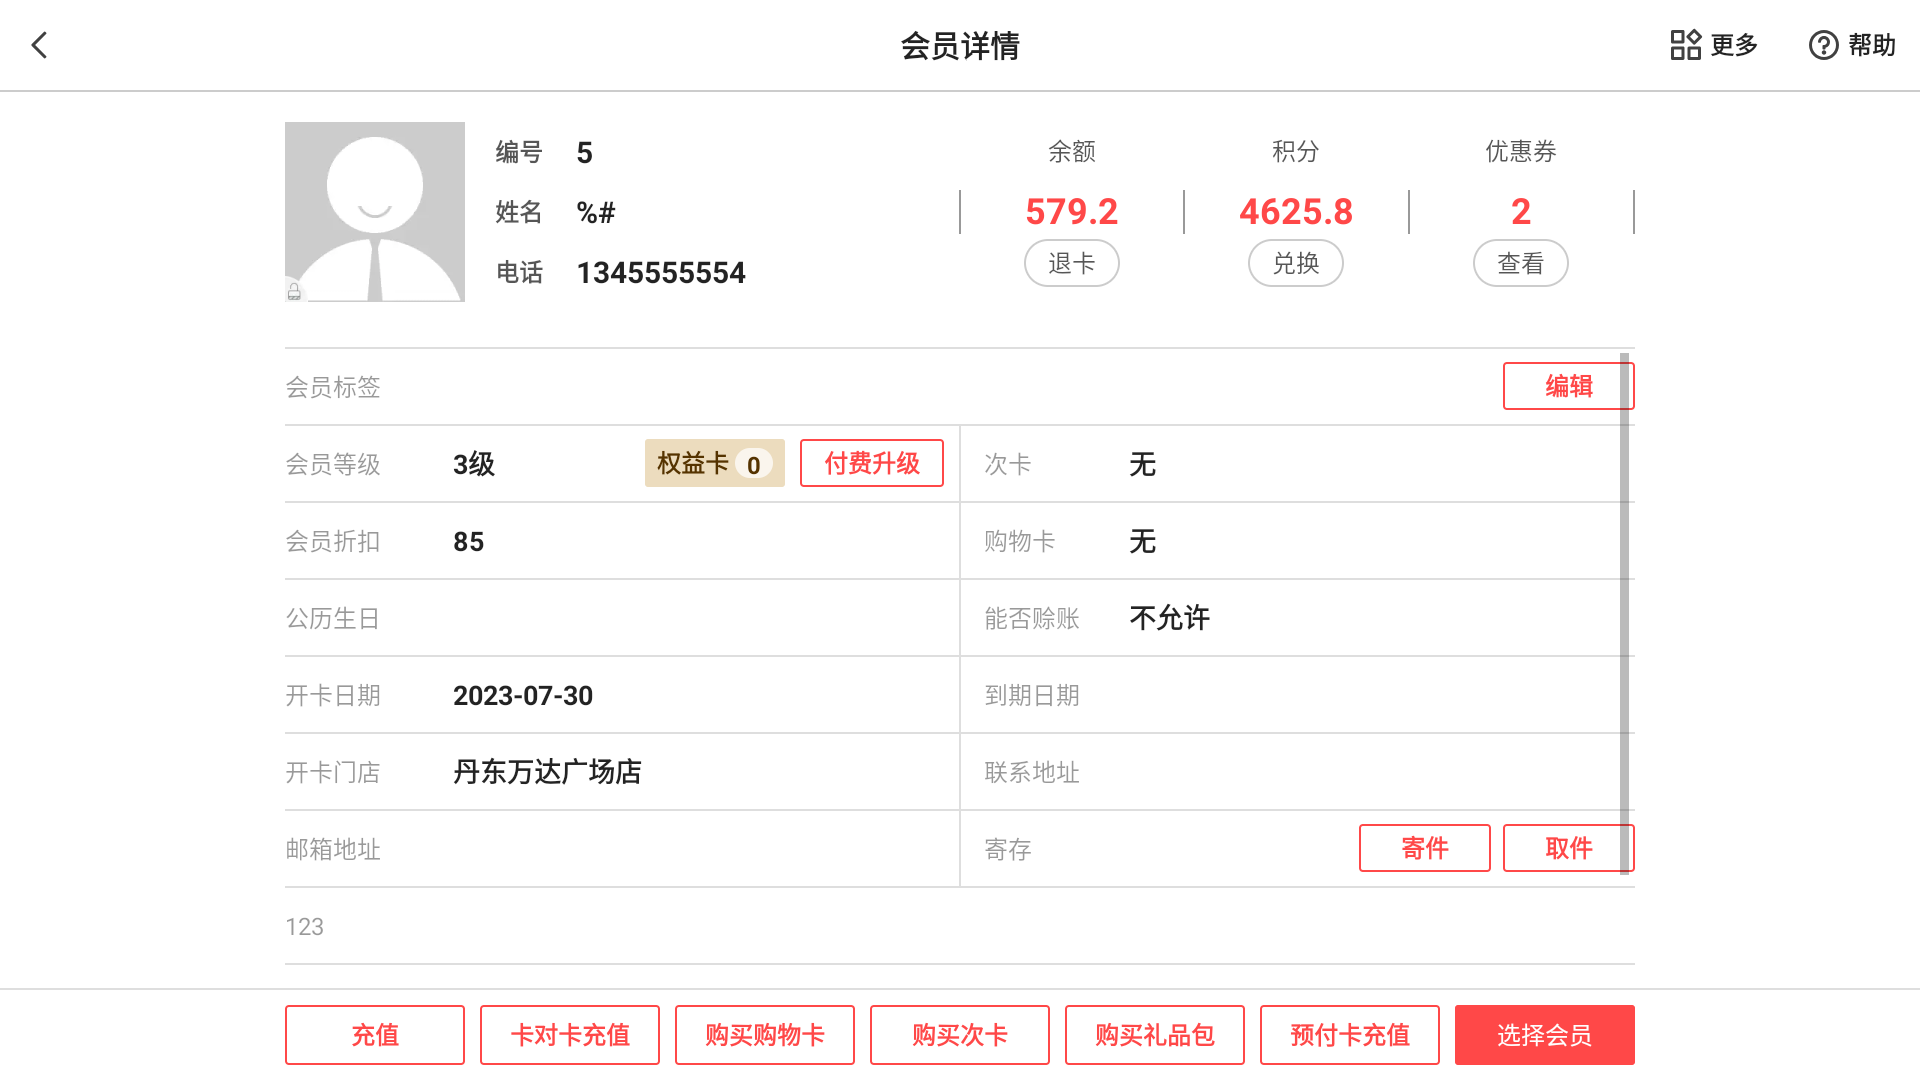 会员详情
更多
帮助
编号 5
姓名 %#
电话 1345555554
余额
579.2
退卡
积分
4625.8
兑换
优惠券
2
查看
会员标签 编辑
会员等级 3级 权益卡 0 付费升级
次卡 无
会员折扣 85
购物卡 无
公历生日
能否赊账 不允许
开卡日期 2023-07-30
到期日期
开卡门店 丹东万达广场店
联系地址
邮箱地址
寄存 寄件 取件
123
充值 卡对卡充值 购买购物卡 购买次卡 购买礼品包 预付卡充值 选择会员